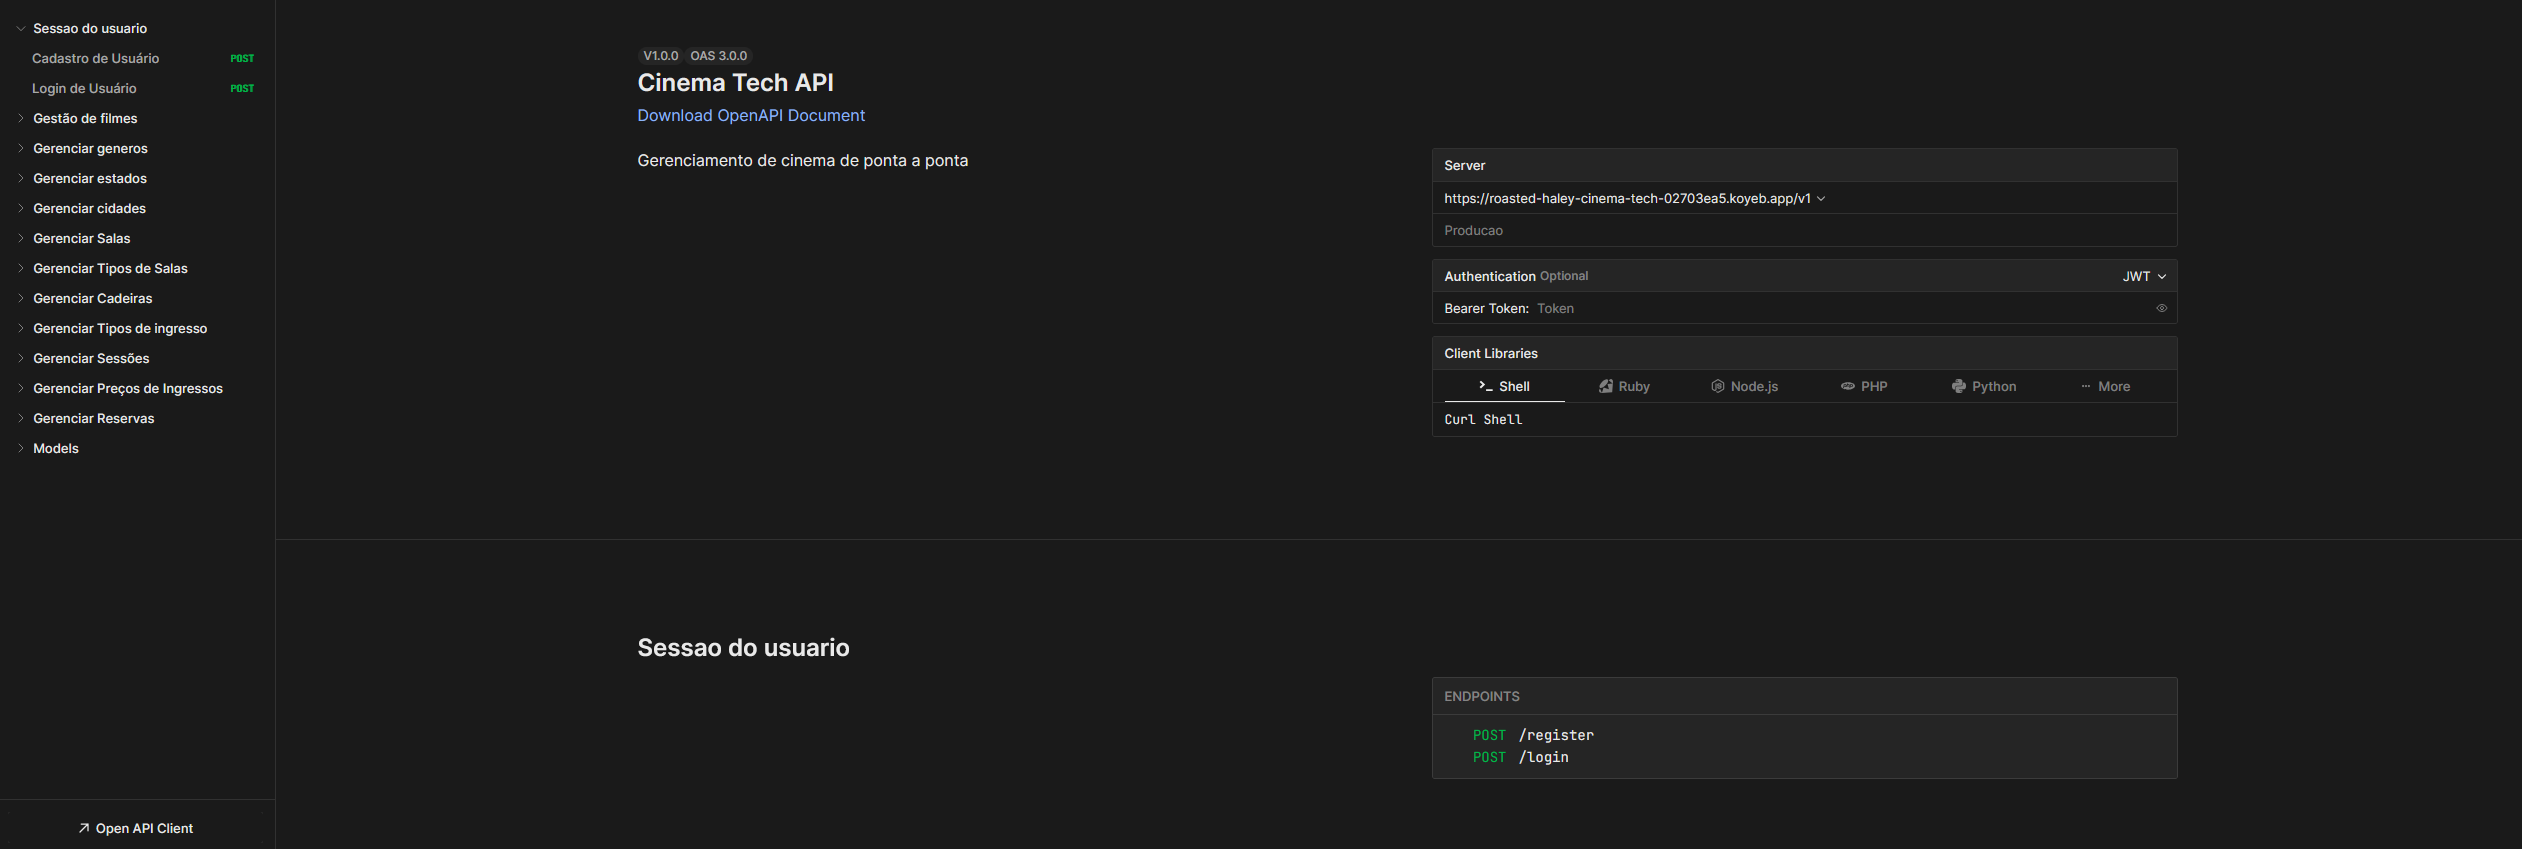 Sessao do usuario
Cadastro de Usuário POST
Login de Usuário POST
Gestão de filmes
Gerenciar generos
Gerenciar estados
Gerenciar cidades
Gerenciar Salas
Gerenciar Tipos de Salas
Gerenciar Cadeiras
Gerenciar Tipos de ingresso
Gerenciar Sessões
Gerenciar Preços de Ingressos
Gerenciar Reservas
Models
Open API Client
V1.0.0 OAS 3.0.0
Cinema Tech API
Download OpenAPI Document
Gerenciamento de cinema de ponta a ponta
Server
https://roasted-haley-cinema-tech-02703ea5.koyeb.app/v1
Producao
Authentication Optional JWT
Bearer Token: Token
Client Libraries
Shell Ruby Node.js PHP Python More
Curl Shell
Sessao do usuario
ENDPOINTS
POST /register
POST /login